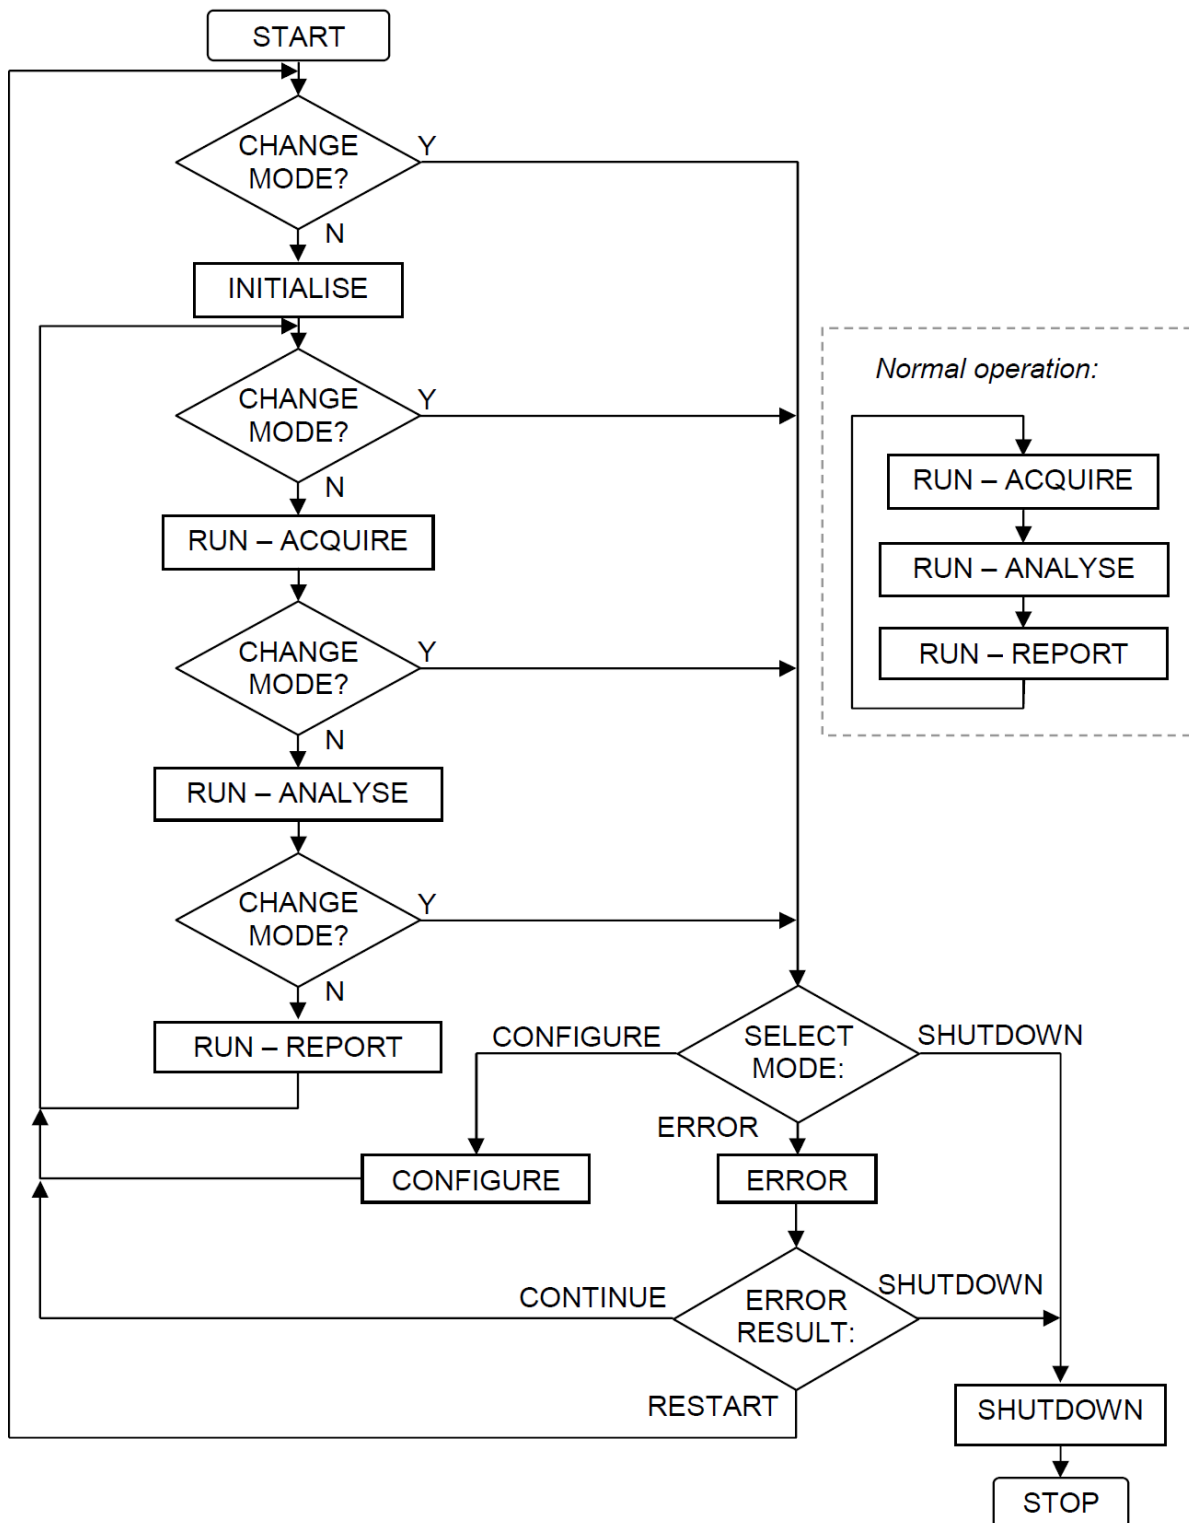 START
CHANGE
MODE?
Y
N
INITIALISE
CHANGE
MODE?
Y
N
RUN – ACQUIRE
CHANGE
MODE?
Y
N
RUN – ANALYSE
CHANGE
MODE?
Y
N
RUN – REPORT
Normal operation:
RUN – ACQUIRE
RUN – ANALYSE
RUN – REPORT
CONFIGURE
SELECT
MODE:
SHUTDOWN
ERROR
CONFIGURE
ERROR
CONTINUE
ERROR
RESULT:
SHUTDOWN
RESTART
SHUTDOWN
STOP